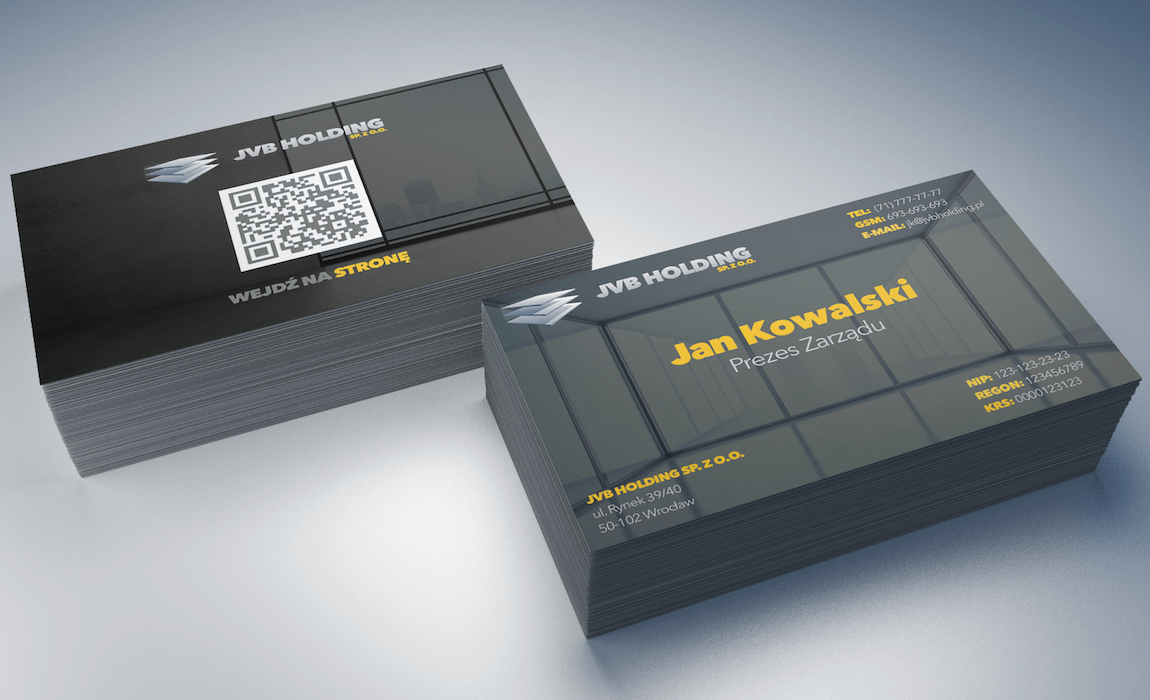 JVB HOLDING
SP. Z O.O.
WEJDŹ NA STRONĘ
JVB HOLDING
SP. Z O.O.
TEL: (71) 777-77-77
GSM: 693-693-693
E-MAIL: jk@jvbholding.pl
Jan Kowalski
Prezes Zarządu
NIP: 123-123-23-23
REGON: 123456789
KRS: 0000123123
JVB HOLDING SP. Z O.O.
ul. Rynek 39/40
50-102 Wrocław